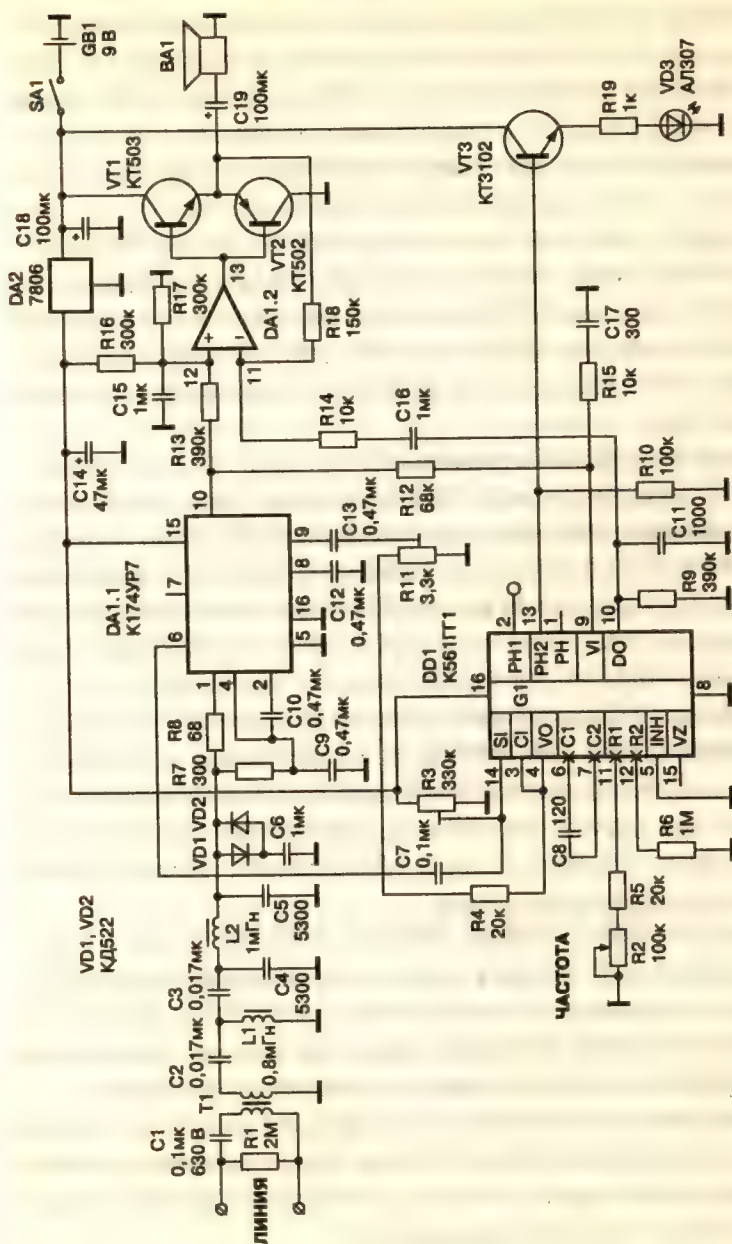 ЛИНИЯ
C1
0,1мк
630 В
R1
2М
T1
C2
0,017мк
C3
0,017мк
L1
0,8мГн
C4
5300
L2
1мГн
C5
5300
VD1, VD2
КД522
VD1 VD2
C6
1мк
R7
300
R8
68
C9
0,47мк
C10
0,47мк
1
4
2
6
7
15
DA1.1
К174УР7
5
16
8
9
10
C12
0,47мк
C13
0,47мк
R11
3,3к
C14
47мк
R12
68к
R13
390к
C15
1мк
R16
300к
R17
300к
DA2
7806
C18
100мк
12
11
+
-
13
DA1.2
R14
10к
C16
1мк
R18
150к
VT1
КТ503
VT2
КТ502
SA1
GB1
9 В
BA1
C19
100мк
VT3
КТ3102
R19
1к
VD3
АЛ307
R15
10к
C17
300
R10
100к
C11
1000
R9
390к
DD1
К561ГГ1
16
G1
8
PH1
PH2
PH
VI
DO
2
13
1
9
10
SI
CI
VO
C1
C2
R1
R2
INH
VZ
14
3
4
6
7
11
12
5
15
R3
330к
C7
0,1мк
R4
20к
C8
120
R5
20к
R6
1М
R2
100к
ЧАСТОТА